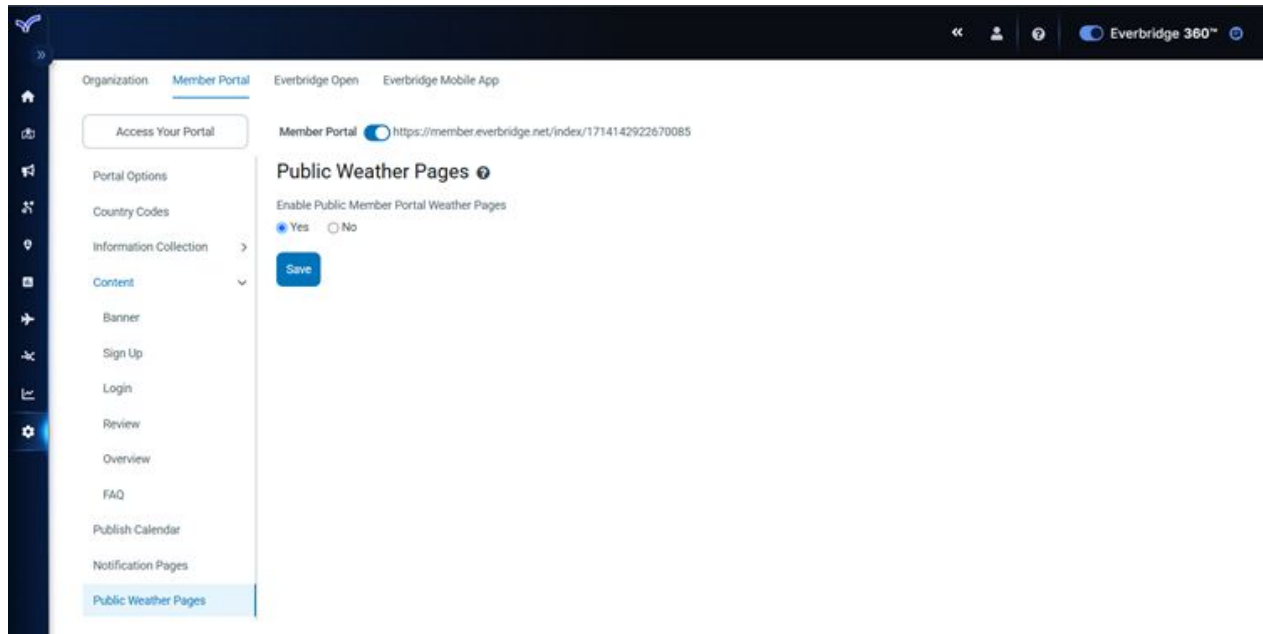 Everbridge 360™
Organization Member Portal Everbridge Open Everbridge Mobile App
Access Your Portal
Member Portal https://member.everbridge.net/index/1714142922670085
Portal Options
Public Weather Pages
Country Codes
Enable Public Member Portal Weather Pages
Yes No
Information Collection
Save
Content
Banner
Sign Up
Login
Review
Overview
FAQ
Publish Calendar
Notification Pages
Public Weather Pages